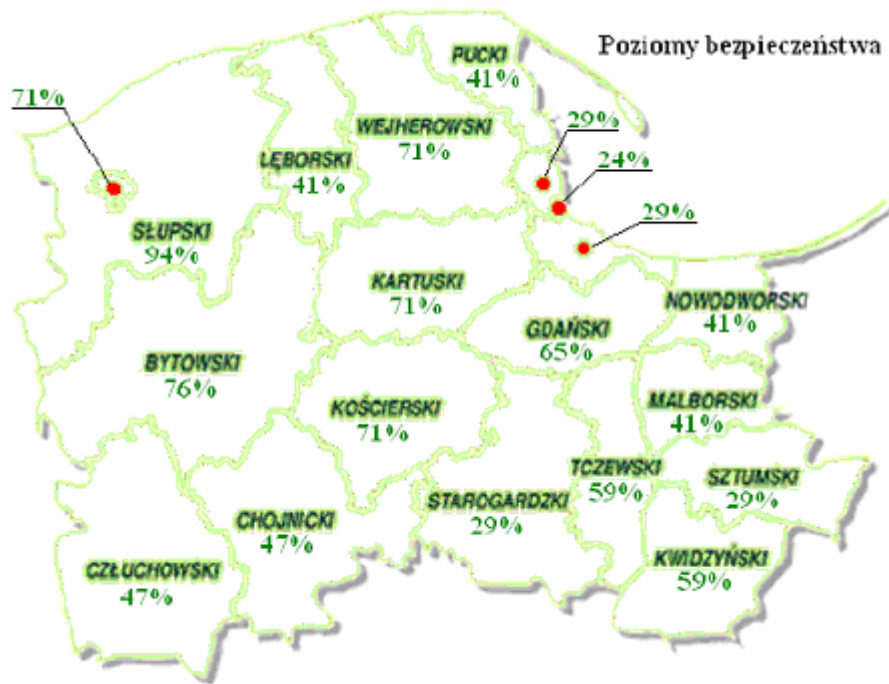 Poziomy bezpieczeństwa
PUCKI
41%
71%
29%
WEJHEROWSKI
71%
24%
LĘBORSKI
41%
29%
SŁUPSKI
94%
KARTUSKI
71%
NOWODWORSKI
41%
GDAŃSKI
65%
BYTOWSKI
76%
KOŚCIERSKI
71%
MALBORSKI
41%
TCZEWSKI
59%
SZTUMSKI
29%
STAROGARDZKI
29%
CHOJNICKI
47%
KWIDZYŃSKI
59%
CZŁUCHOWSKI
47%